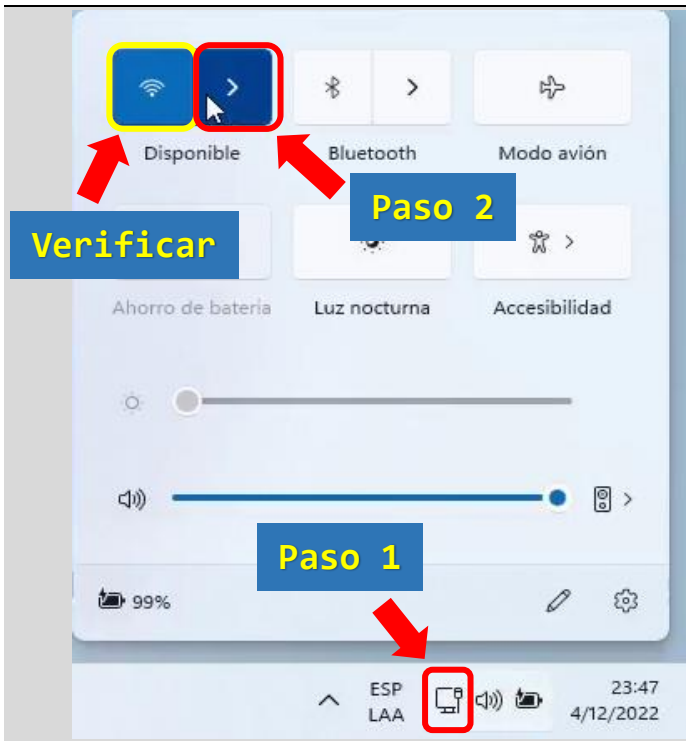 Disponible
Bluetooth
Modo avión
Paso 2
Verificar
Ahorro de batería
Luz nocturna
Accesibilidad
Paso 1
99%
ESP
LAA
23:47
4/12/2022